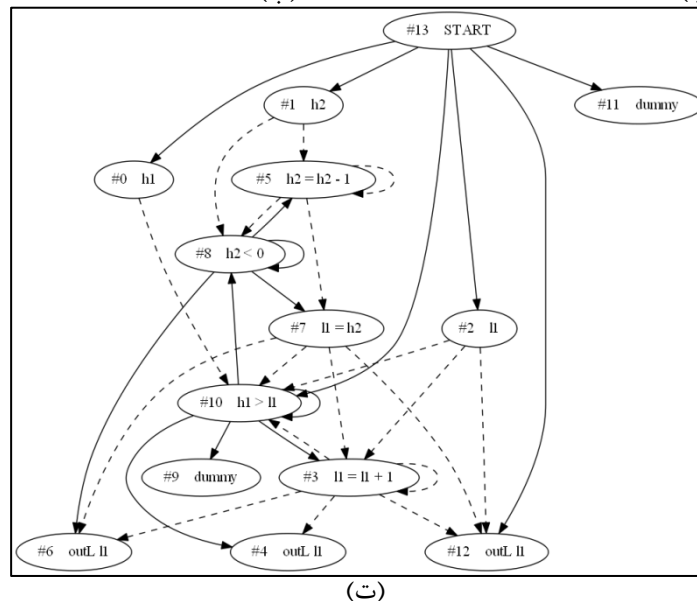 (ب)
#13 START
#1 h2
#11 dummy
#0 h1
#5 h2 = h2 - 1
#8 h2 < 0
#7 l1 = h2
#2 l1
#10 h1 > l1
#9 dummy
#3 l1 = l1 + 1
#6 outL l1
#4 outL l1
#12 outL l1
(ت)